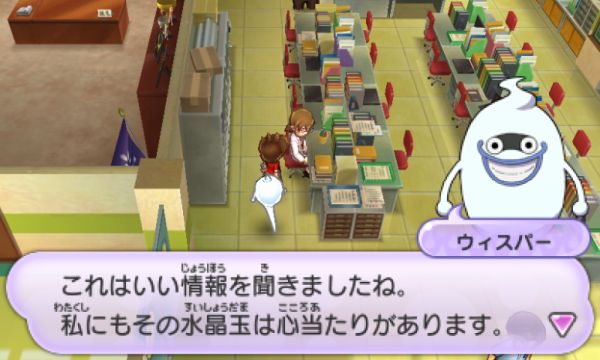 ウィスパー
これはいい情報を聞きましたね。
私にもその水晶玉は心当たりがあります。